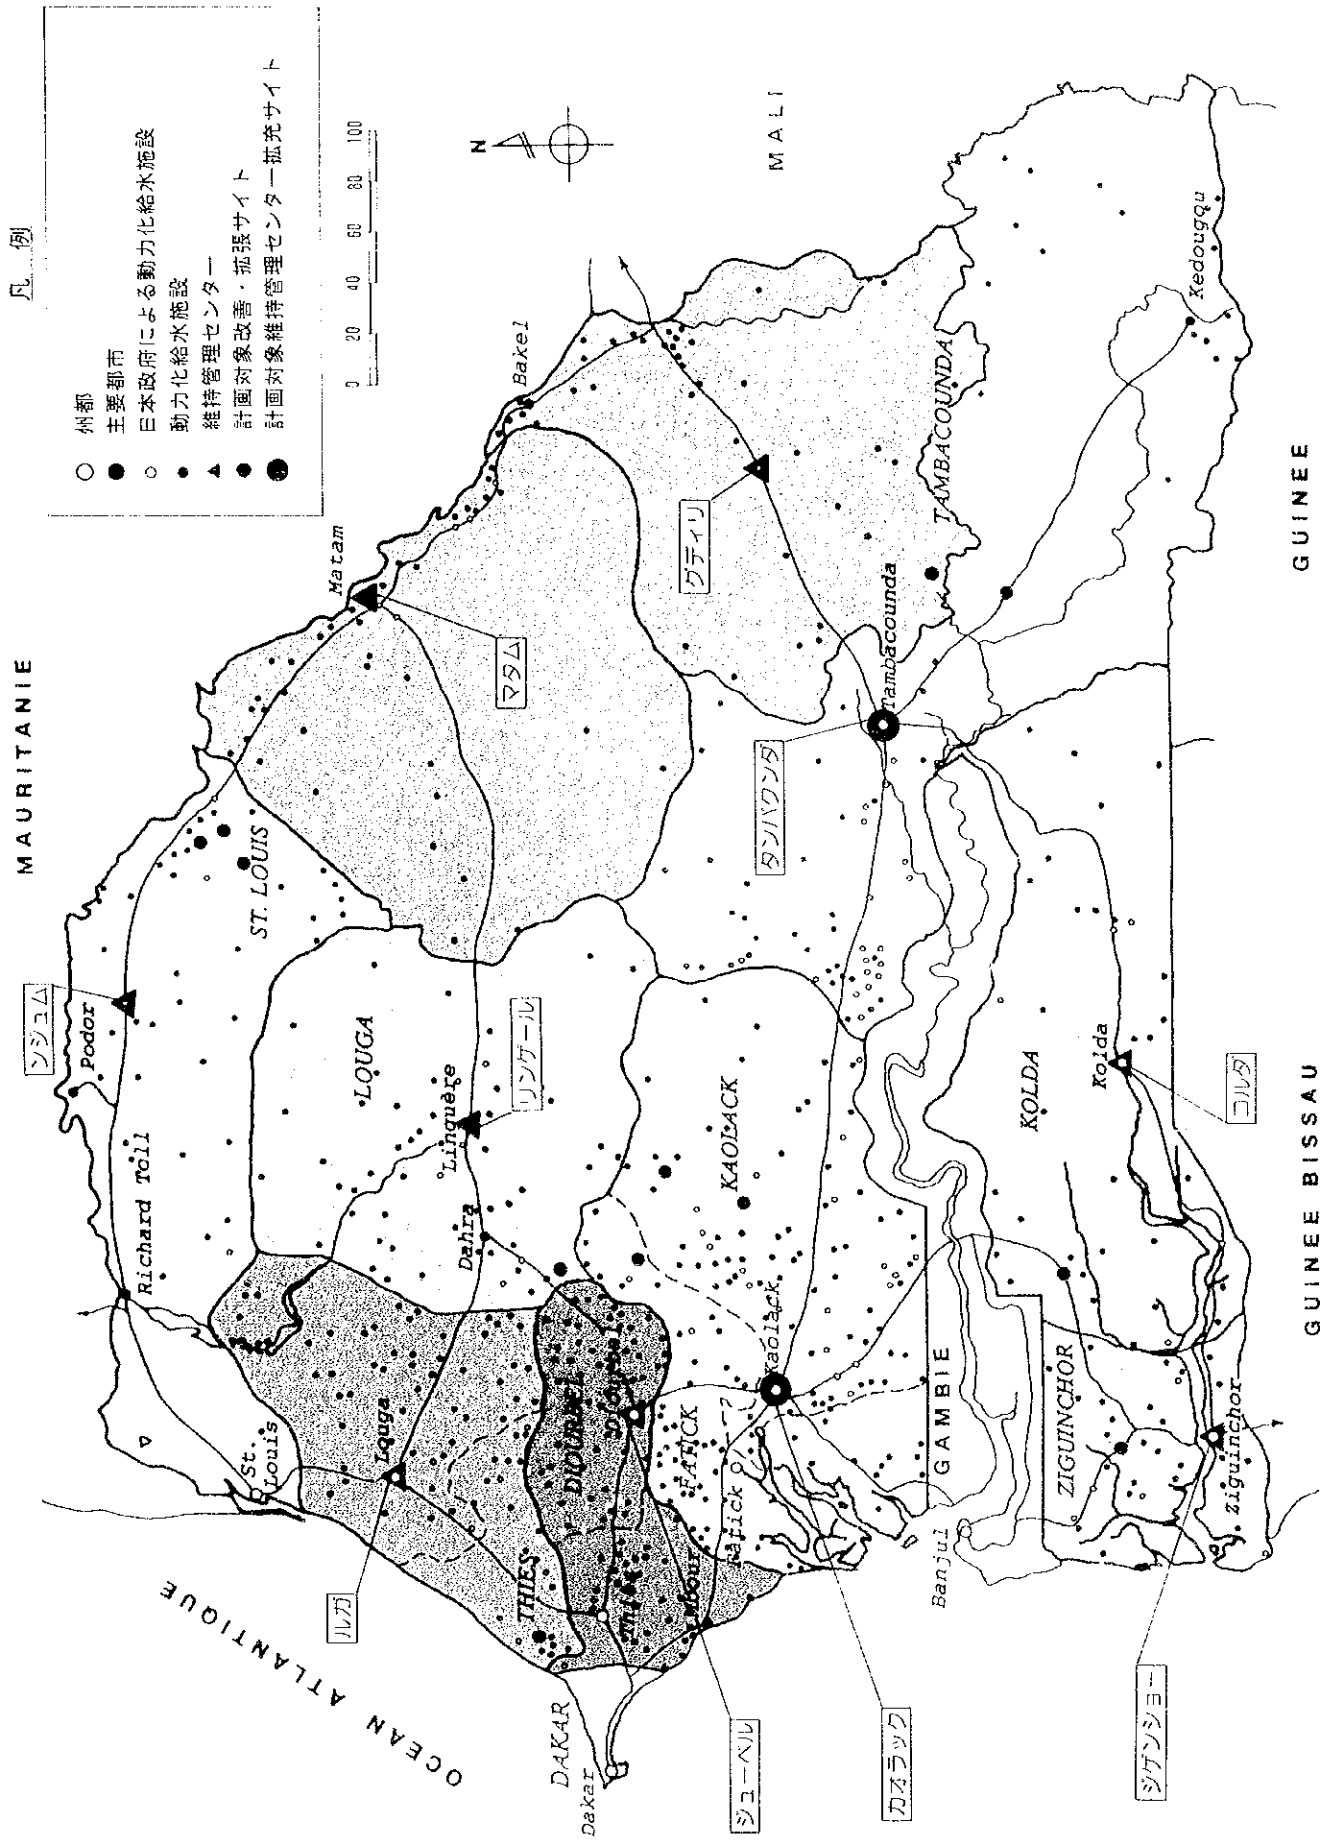 凡 例
州都
主要都市
日本政府による動力化給水施設
動力化給水施設
維持管理センター
計画対象改善・拡張サイト
計画対象維持管理センター拡充サイト
0 20 40 60 80 100
N
MAURITANIE
MALI
GUINEE
GUINEE BISSAU
GAMBIE
OCEAN ATLANTIQUE
ンジュム
Podor
Richard Toll
St.
Louis
ST. LOUIS
Matam
マタム
Bakel
LOUGA
Louga
ルガ
Linguère
リンゲール
Dahra
THIES
Thiès
DIOURBEL
Diourbel
ジューベル
Mbour
DAKAR
Dakar
FATICK
Fatick
KAOLACK
Kaolack
カオラック
グティリ
TAMBACOUNDA
Tambacounda
タンバクンダ
Kedougqu
Banjul
KOLDA
Kolda
コルダ
ZIGUINCHOR
Ziguinchor
ジゲンショー